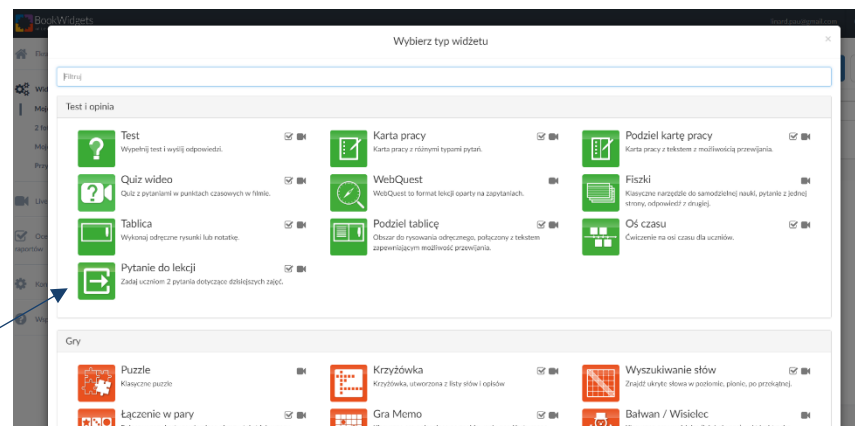 BookWidgets
Wybierz typ widżetu
×
Filtruj
Test i opinia
Test
Wypełnij test i wyślij odpowiedzi.
Karta pracy
Karta pracy z różnymi typami pytań.
Podziel kartę pracy
Karta pracy z tekstem z możliwością przewijania.
Quiz wideo
Quiz z pytaniami w punktach czasowych w filmie.
WebQuest
WebQuest to format lekcji oparty na zapytaniach.
Fiszki
Klasyczne narzędzie do samodzielnej nauki, pytanie z jednej
strony, odpowiedź z drugiej.
Tablica
Wykonaj odręczne rysunki lub notatkę.
Podziel tablicę
Obszar do rysowania odręcznego, połączony z tekstem
zapewniającym możliwość przewijania.
Oś czasu
Ćwiczenie na osi czasu dla uczniów.
Pytanie do lekcji
Zadaj uczniom 2 pytania dotyczące dzisiejszych zajęć.
Gry
Puzzle
Klasyczne puzzle
Krzyżówka
Krzyżówka, utworzona z listy słów i opisów
Wyszukiwanie słów
Znajdź ukryte słowa w poziomie, pionie, po przekątnej.
Łączenie w pary
Gra Memo
Bałwan / Wisielec